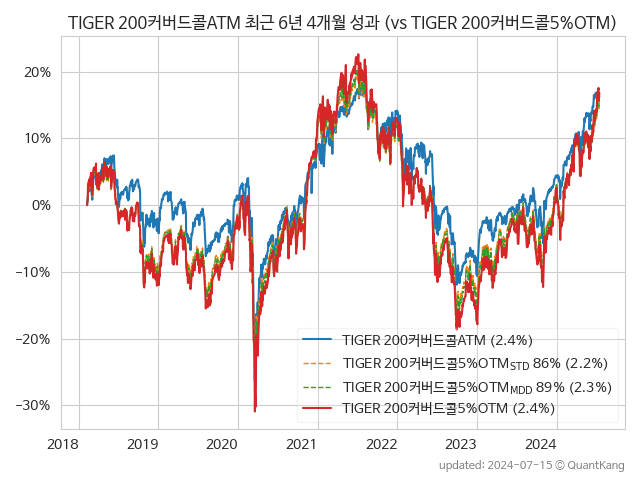 TIGER 200커버드콜ATM 최근 6년 4개월 성과 (vs TIGER 200커버드콜5%OTM)
20%
10%
0%
−10%
−20%
−30%
TIGER 200커버드콜ATM (2.4%)
TIGER 200커버드콜5%OTM_STD 86% (2.2%)
TIGER 200커버드콜5%OTM_MDD 89% (2.3%)
TIGER 200커버드콜5%OTM (2.4%)
2018 2019 2020 2021 2022 2023 2024
updated: 2024-07-15 © QuantKang